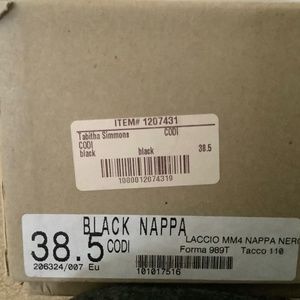 ITEM# 1207431
Tabitha Simmons CODI
CODI
black black 38.5
1000012074319
BLACK NAPPA
38.5 CODI
LACCIO MM4 NAPPA NERO
Forma 989T Tacco 110
206324/007 Eu
101017516